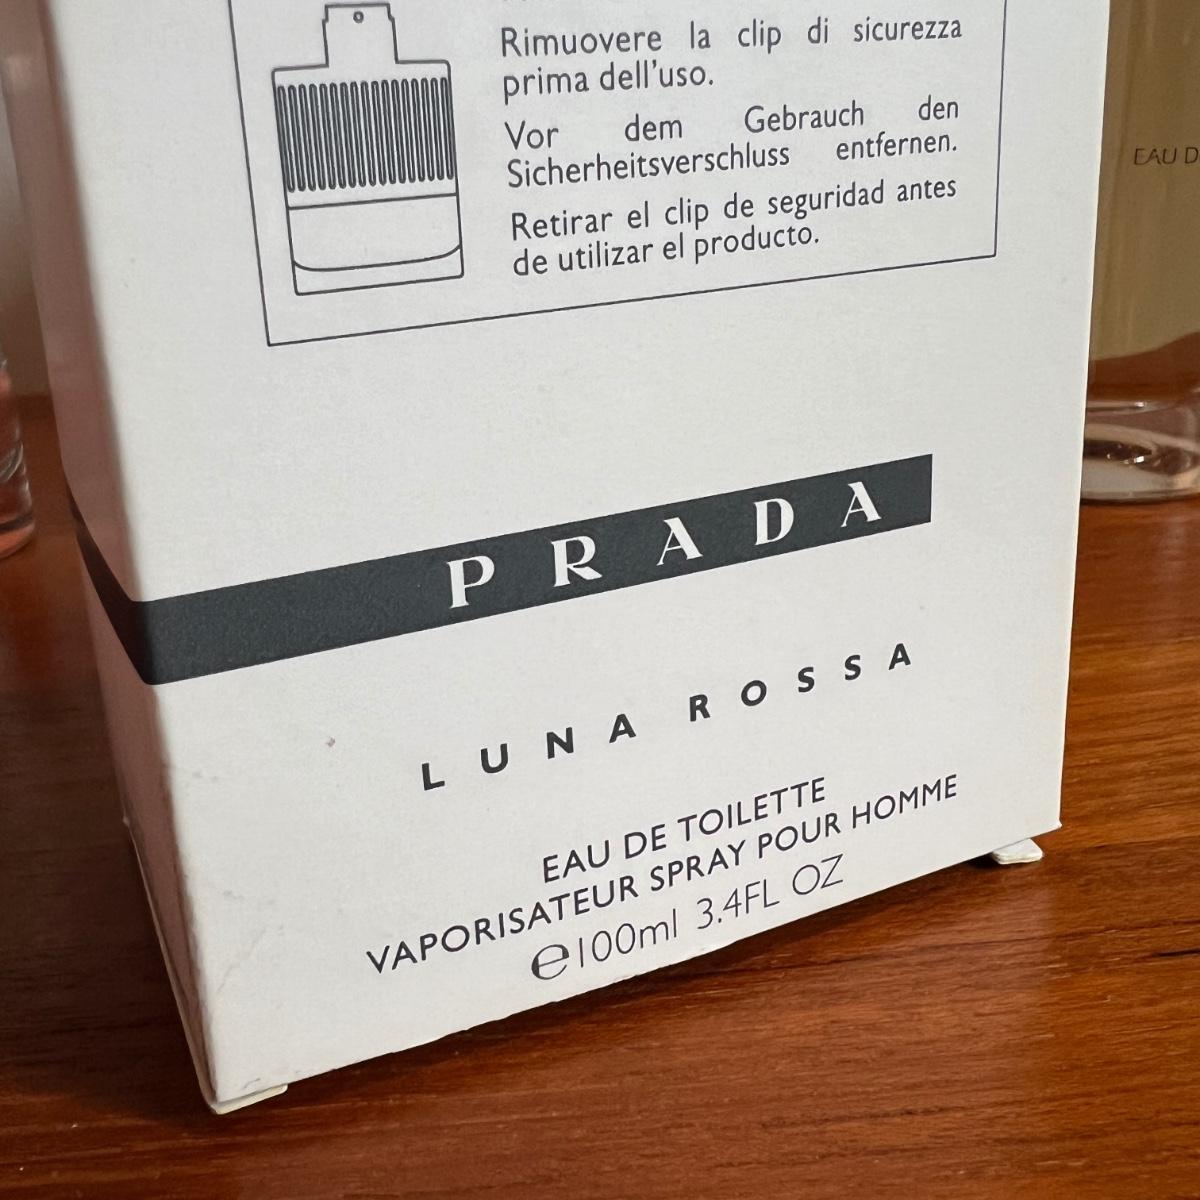 Rimuovere la clip di sicurezza
prima dell'uso.
Vor dem Gebrauch den
Sicherheitsverschluss entfernen.
Retirar el clip de seguridad antes
de utilizar el producto.
EAU D
PRADA
LUNA ROSSA
EAU DE TOILETTE
VAPORISATEUR SPRAY POUR HOMME
℮100ml 3.4FL OZ